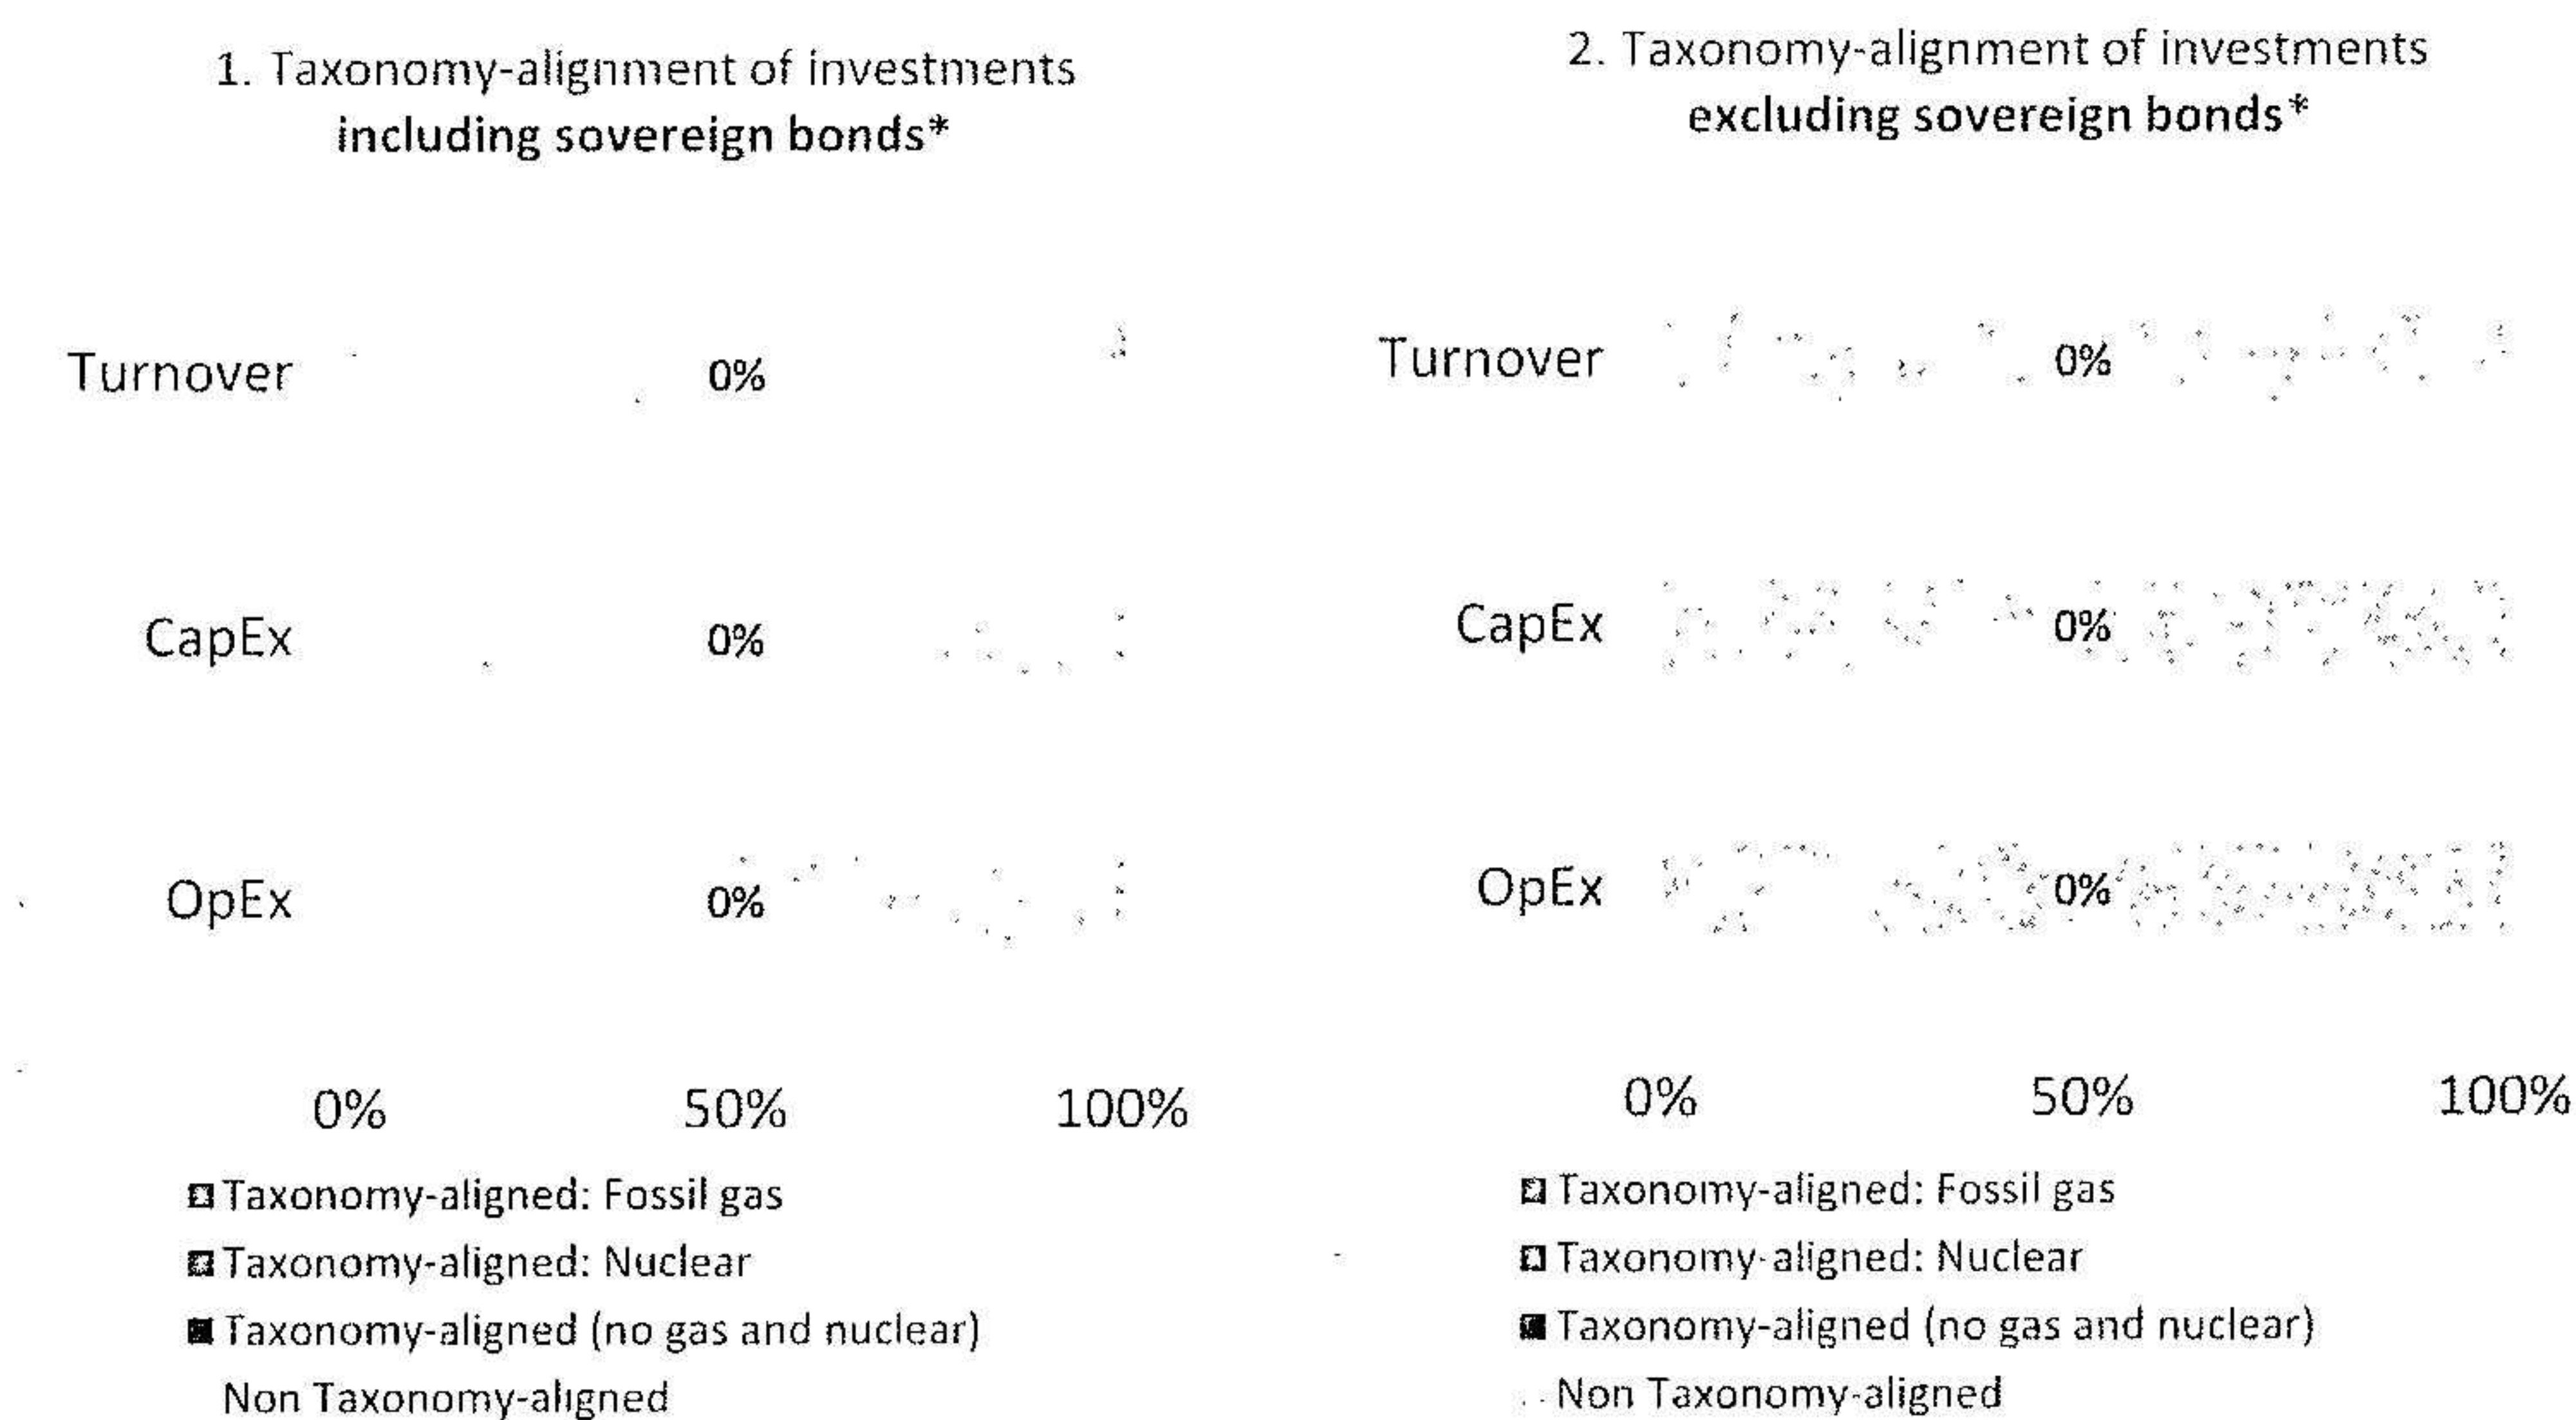 1. Taxonomy-alignment of investments
including sovereign bonds*
Turnover
0%
CapEx
0%
OpEx
0%
0% 50% 100%
Taxonomy-aligned: Fossil gas
Taxonomy-aligned: Nuclear
Taxonomy-aligned (no gas and nuclear)
Non Taxonomy-aligned
2. Taxonomy-alignment of investments
excluding sovereign bonds*
Turnover
0%
CapEx
0%
OpEx
0%
0% 50% 100%
Taxonomy-aligned: Fossil gas
Taxonomy-aligned: Nuclear
Taxonomy-aligned (no gas and nuclear)
Non Taxonomy-aligned